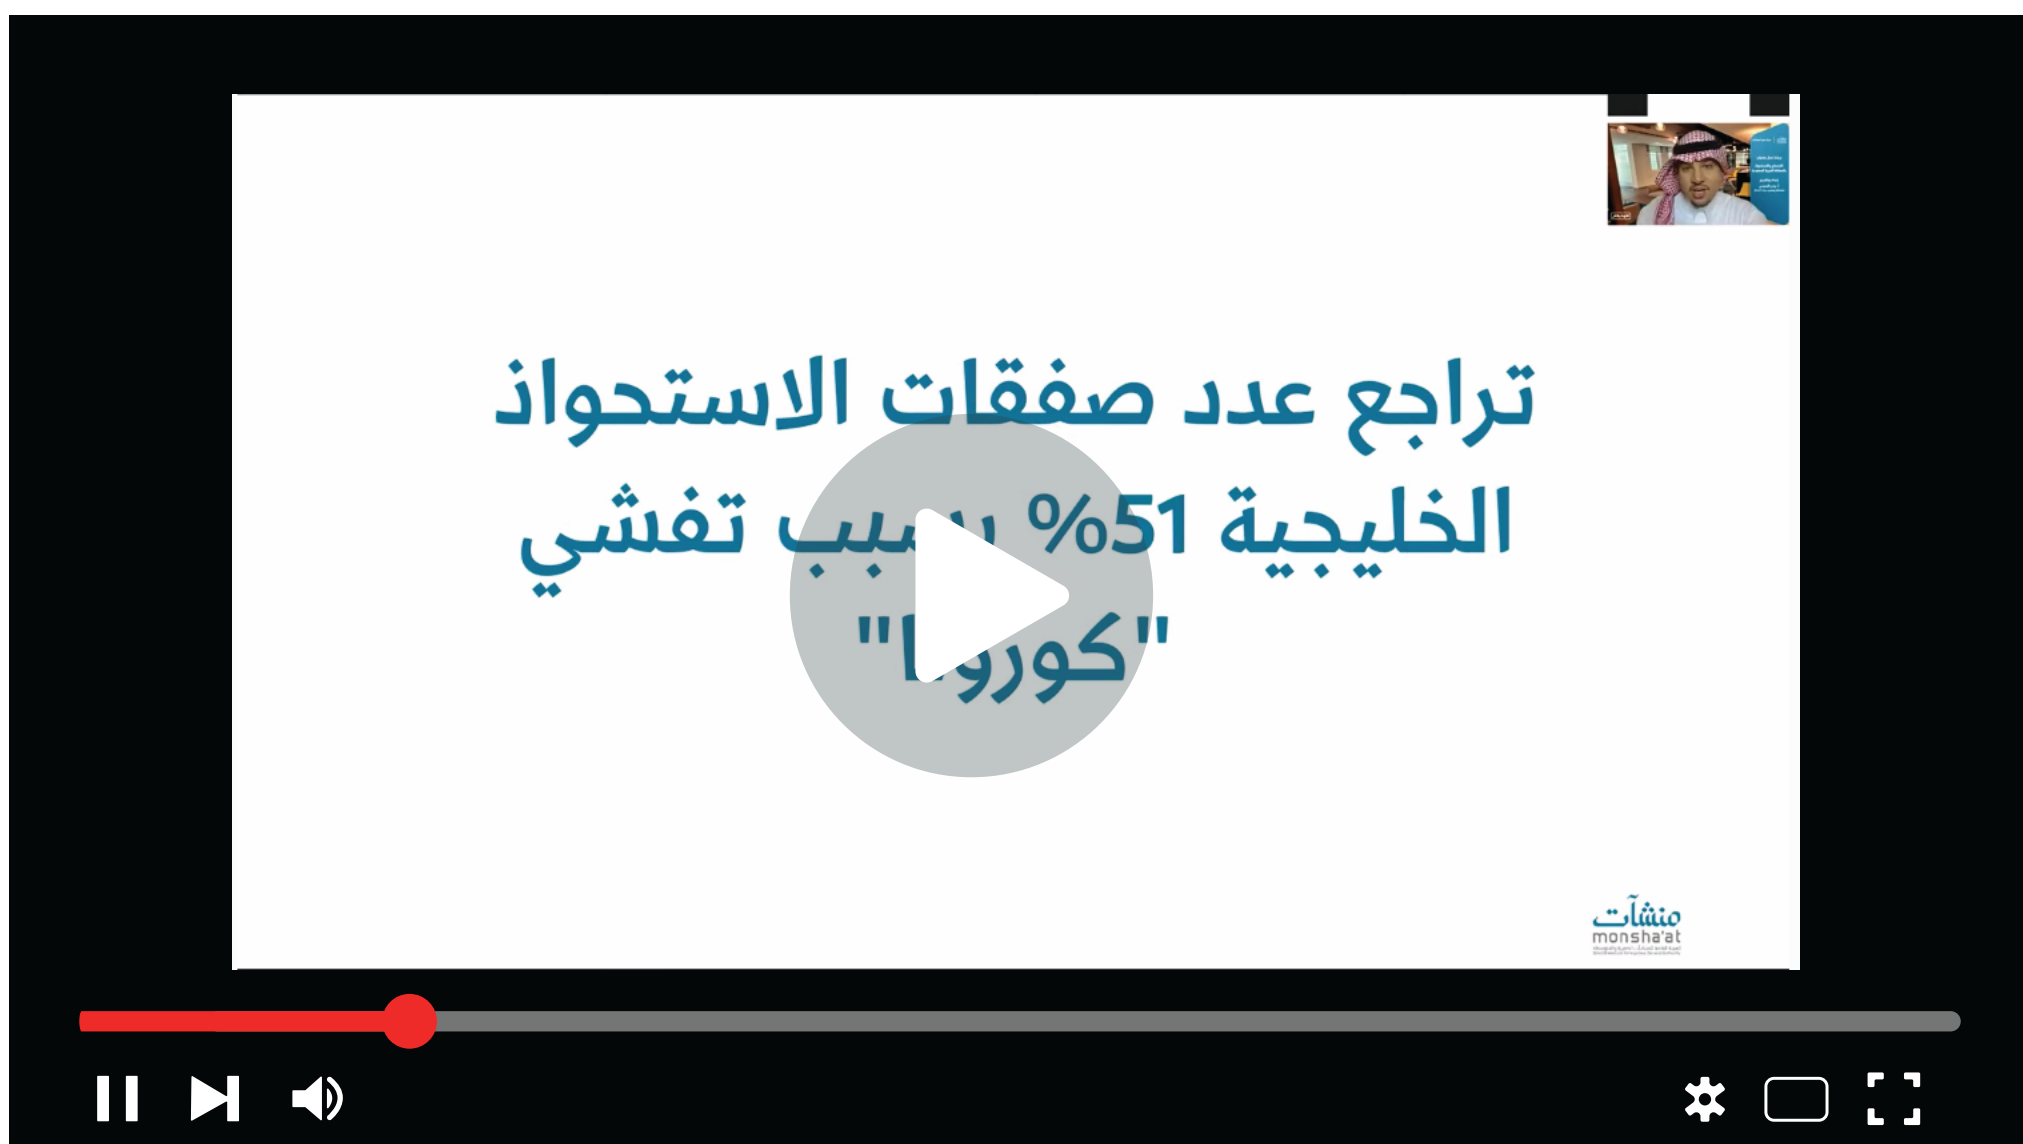 تراجع عدد صفقات الاستحواذ
الخليجية 51% بسبب تفشي
"كورونا"
منشآت
monsha'at